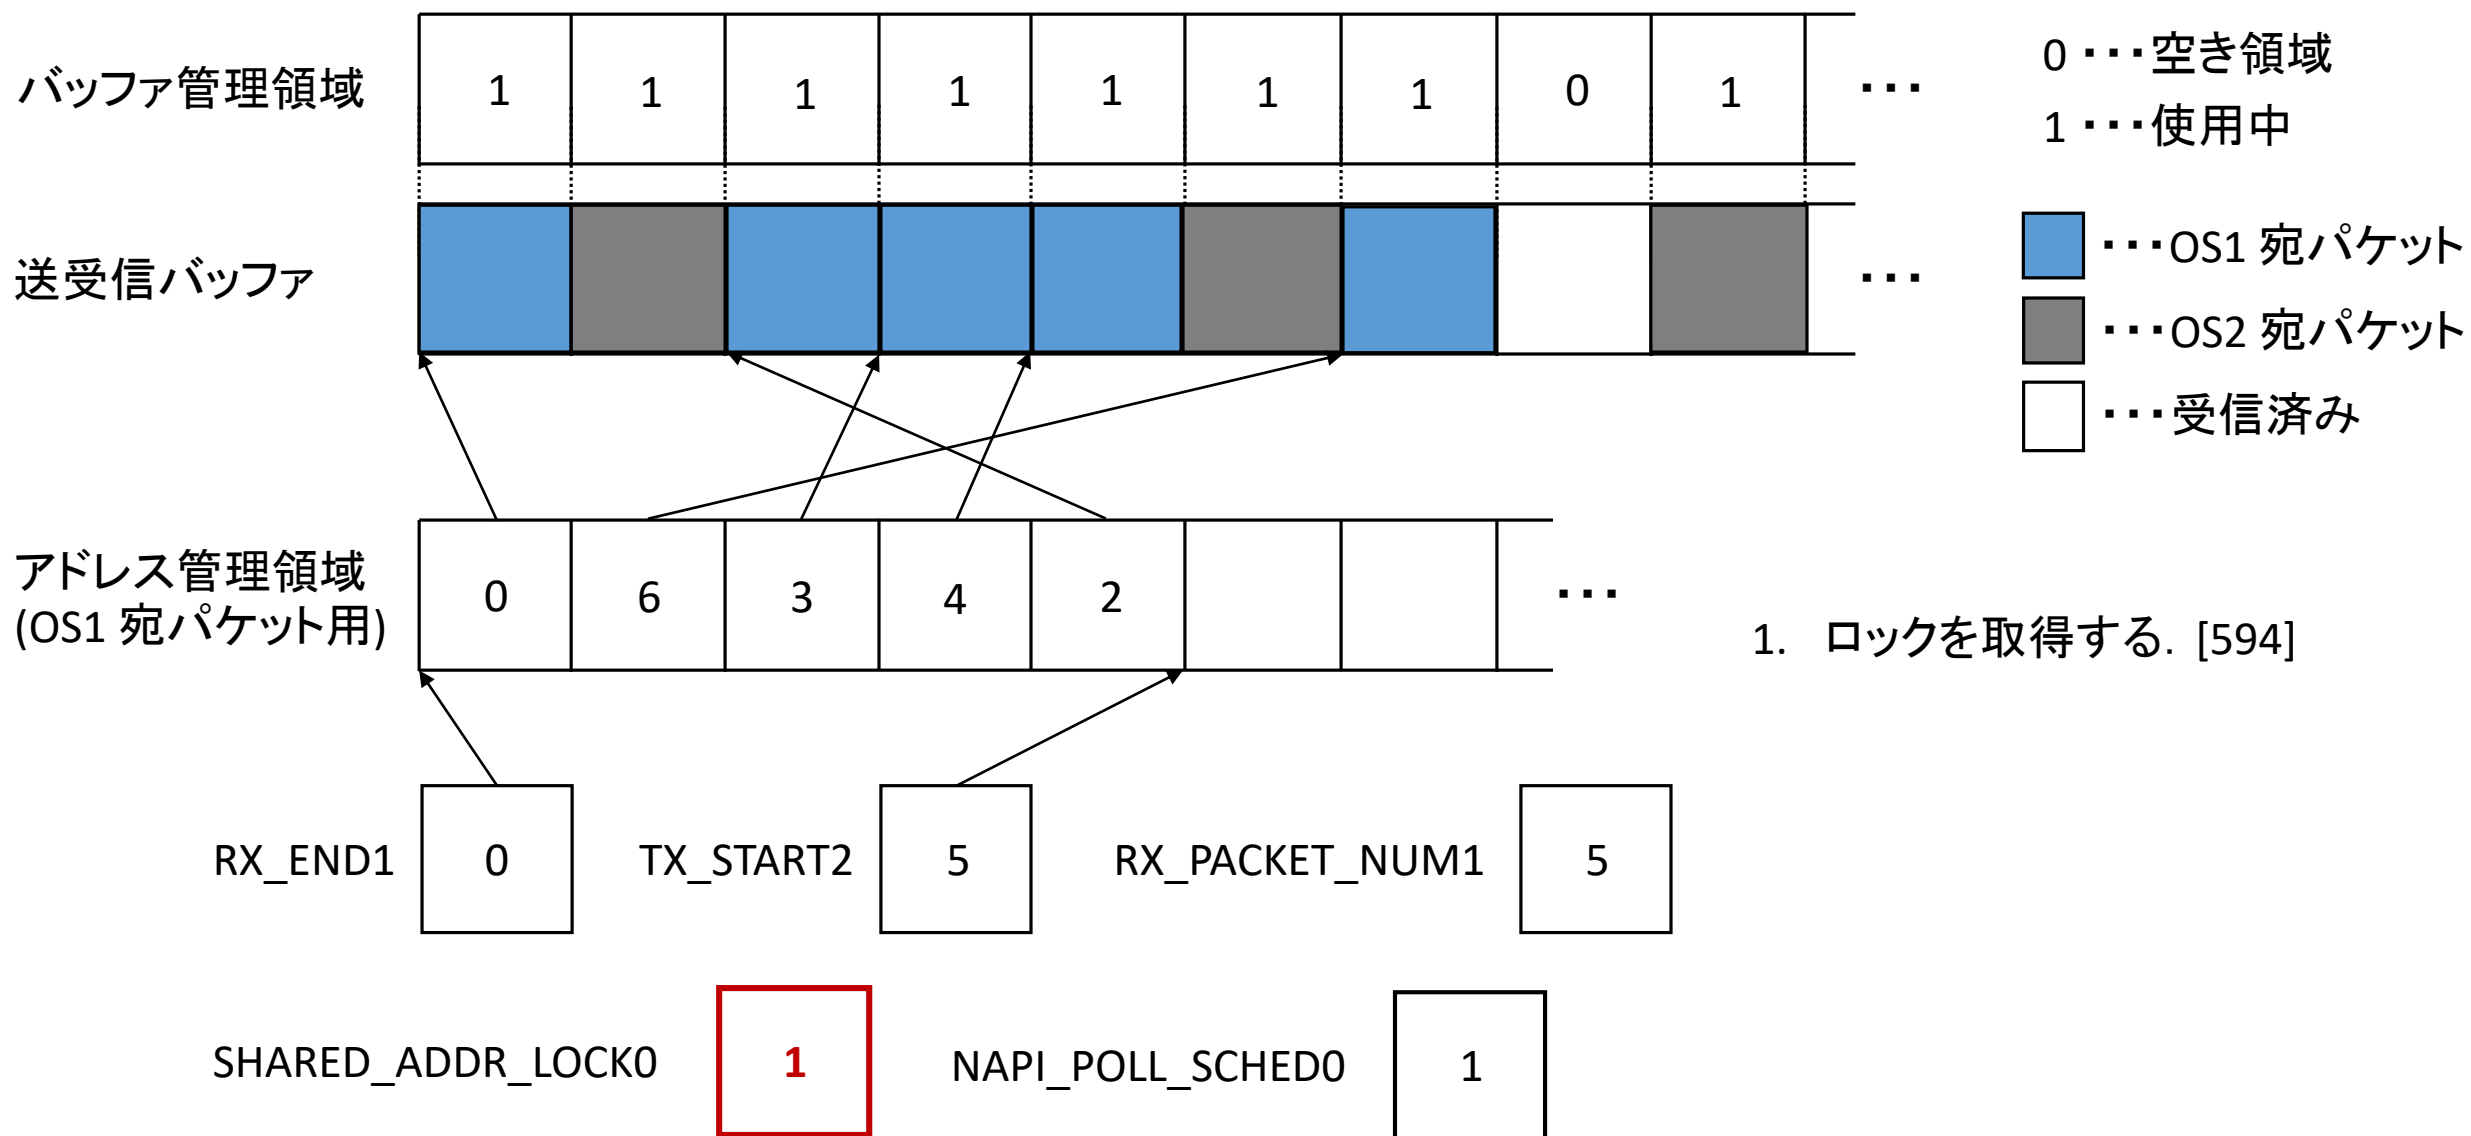 バッファ管理領域 1 1 1 1 1 1 1 0 1 ･･･
0 ･･･空き領域
1 ･･･使用中
送受信バッファ ･･･
･･･OS1 宛パケット
･･･OS2 宛パケット
･･･受信済み
アドレス管理領域
(OS1 宛パケット用)
0 6 3 4 2 ･･･
1. ロックを取得する. [594]
RX_END1 0 TX_START2 5 RX_PACKET_NUM1 5
SHARED_ADDR_LOCK0 1 NAPI_POLL_SCHED0 1